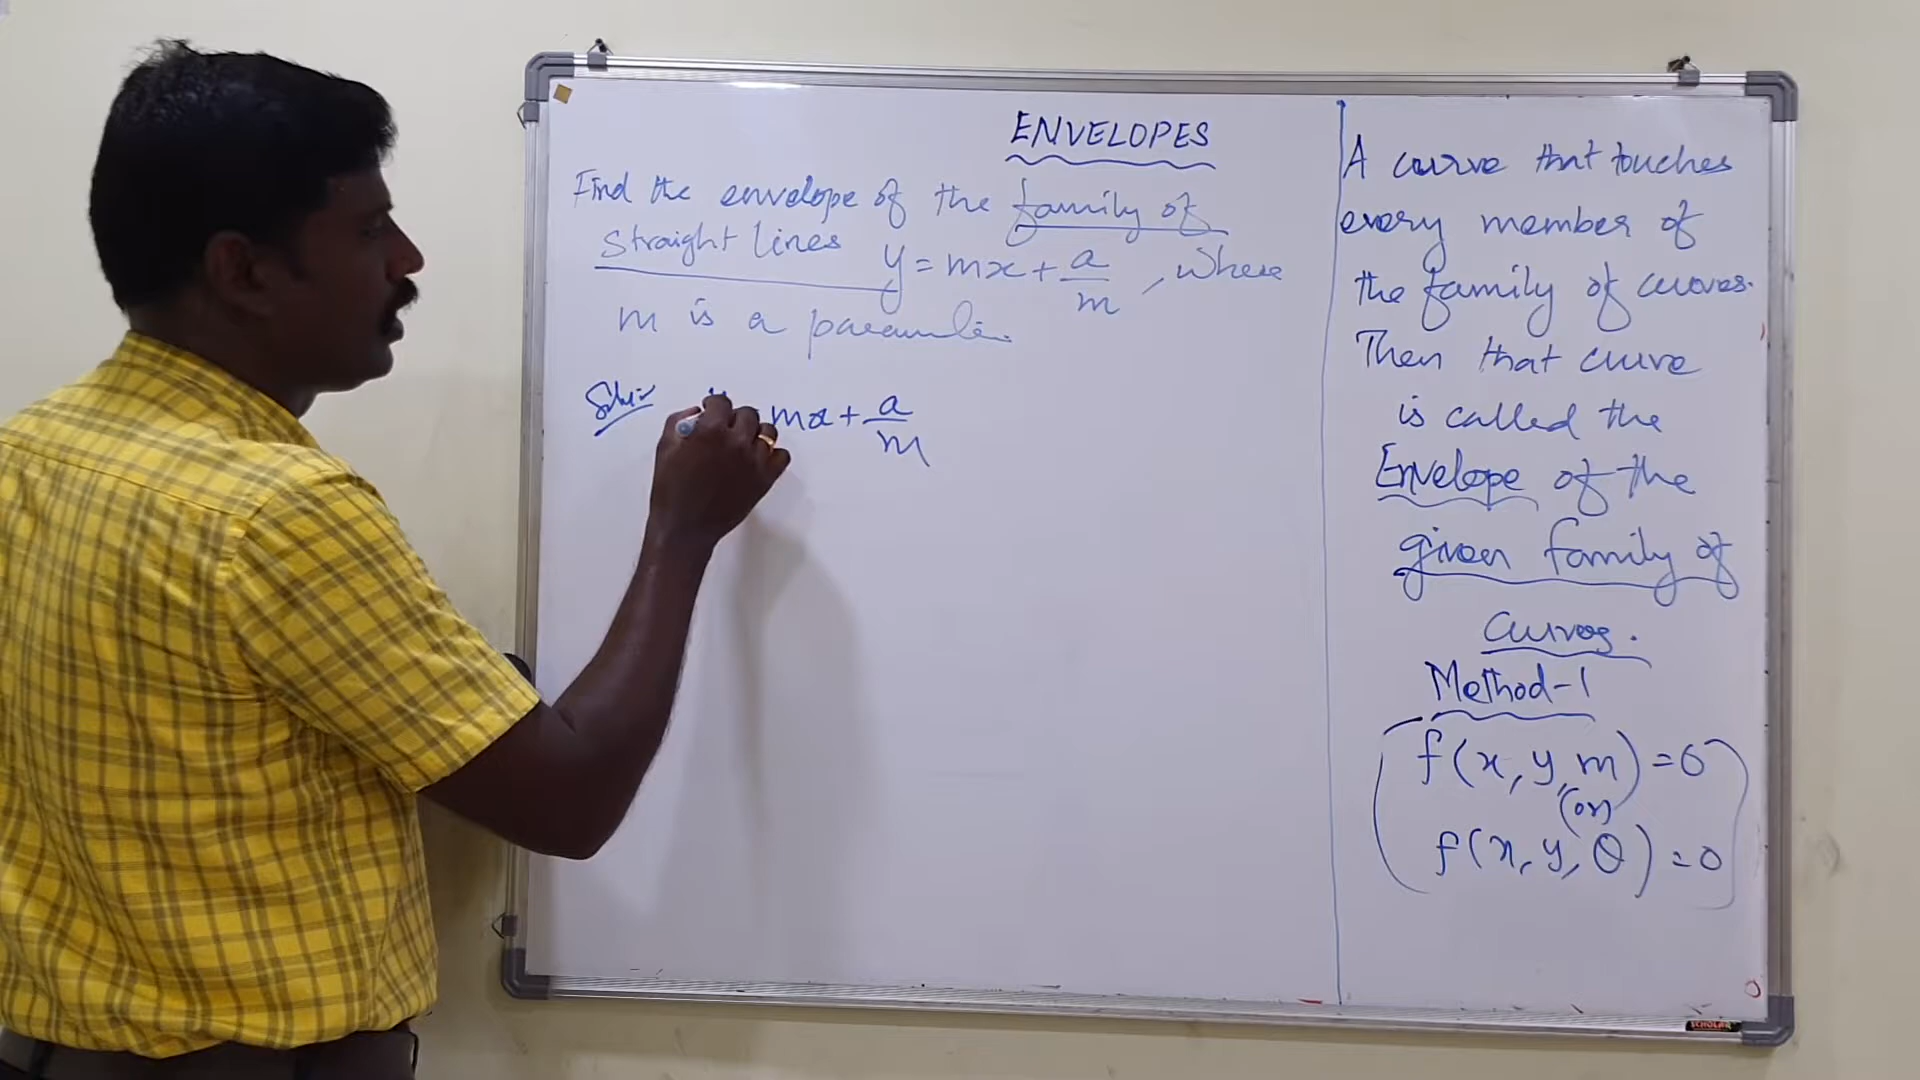 ENVELOPES
Find the envelope of the family of
straight lines y = mx + a/m, where
m is a parameter.
Soln:- y = mx + a/m
A curve that touches
every member of
the family of curves.
Then that curve
is called the
Envelope of the
given family of
curves.
Method-1
f(x, y, m) = 0
(or)
f(x, y, θ) = 0
SCHOLAR